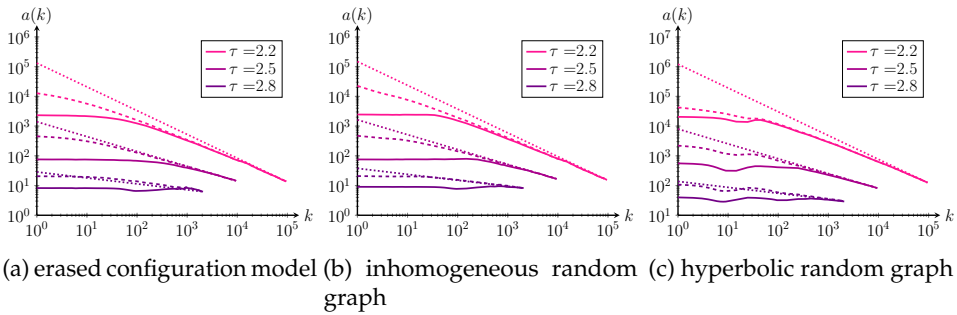 a(k) a(k) a(k)
10^6 10^6 10^7
10^5 10^5 10^6
10^4 10^4 10^5
10^3 10^3 10^4
10^2 10^2 10^3
10^1 10^1 10^2
10^0 10^0 10^1
τ =2.2 τ =2.2 τ =2.2
τ =2.5 τ =2.5 τ =2.5
τ =2.8 τ =2.8 τ =2.8
k k k
10^0 10^1 10^2 10^3 10^4 10^5 10^0 10^1 10^2 10^3 10^4 10^5 10^0 10^1 10^2 10^3 10^4 10^5
(a) erased configuration model (b) inhomogeneous random (c) hyperbolic random graph
graph